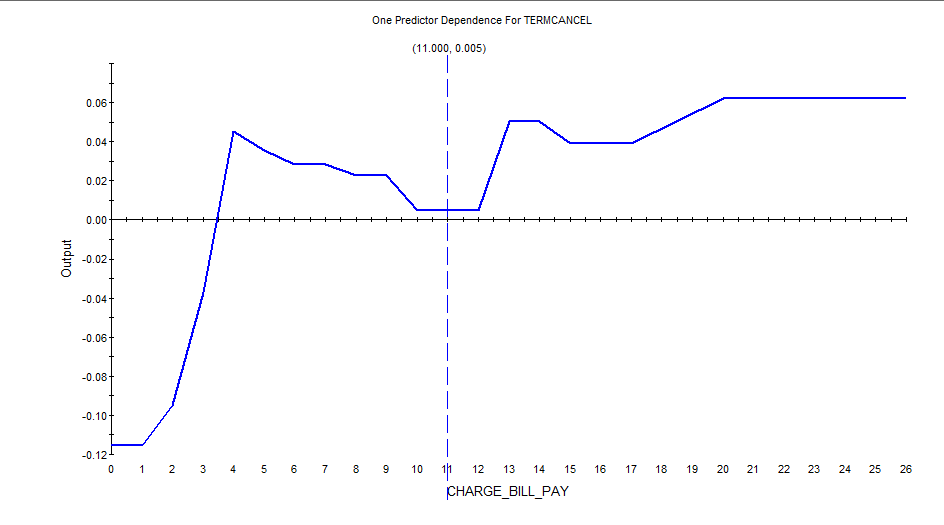 One Predictor Dependence For TERMCANCEL
(11.000, 0.005)
0.06
0.04
0.02
0.00
-0.02
-0.04
-0.06
-0.08
-0.10
-0.12
Output
0 1 2 3 4 5 6 7 8 9 10 11 12 13 14 15 16 17 18 19 20 21 22 23 24 25 26
CHARGE_BILL_PAY